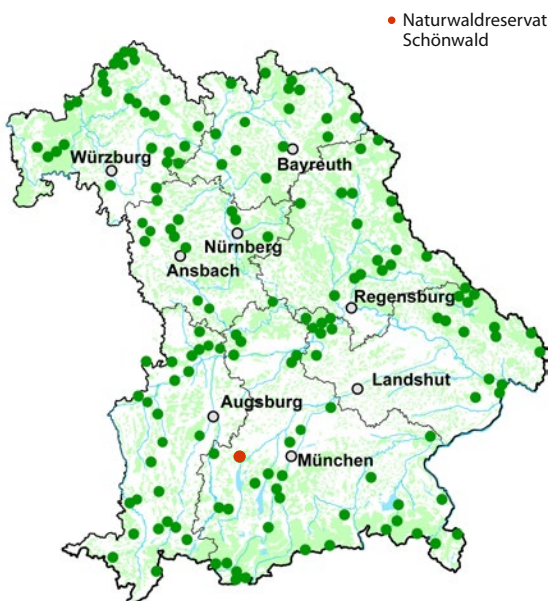 • Naturwaldreservat
Schönwald
Würzburg
Bayreuth
Nürnberg
Ansbach
Regensburg
Landshut
Augsburg
München